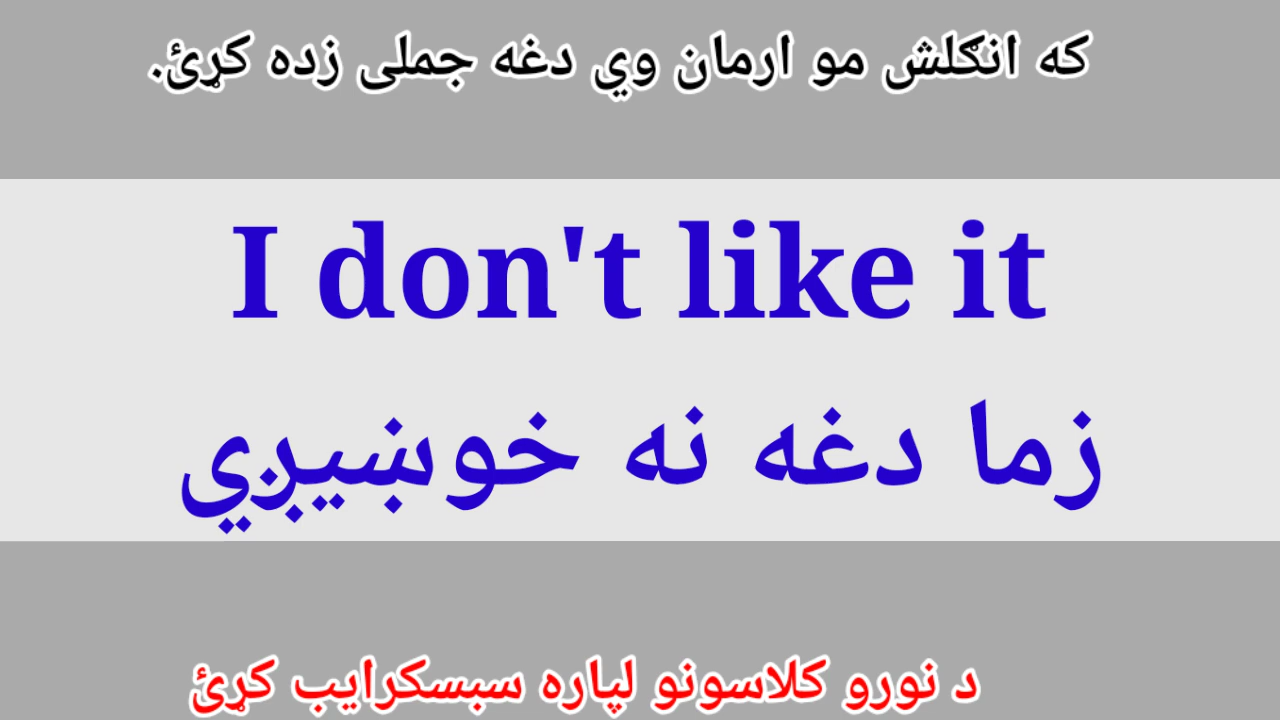 که انګلش مو ارمان وي دغه جملی زده کړئ.
I don't like it
زما دغه نه خوښیږي
د نورو کلاسونو لپاره سبسکرایب کړئ